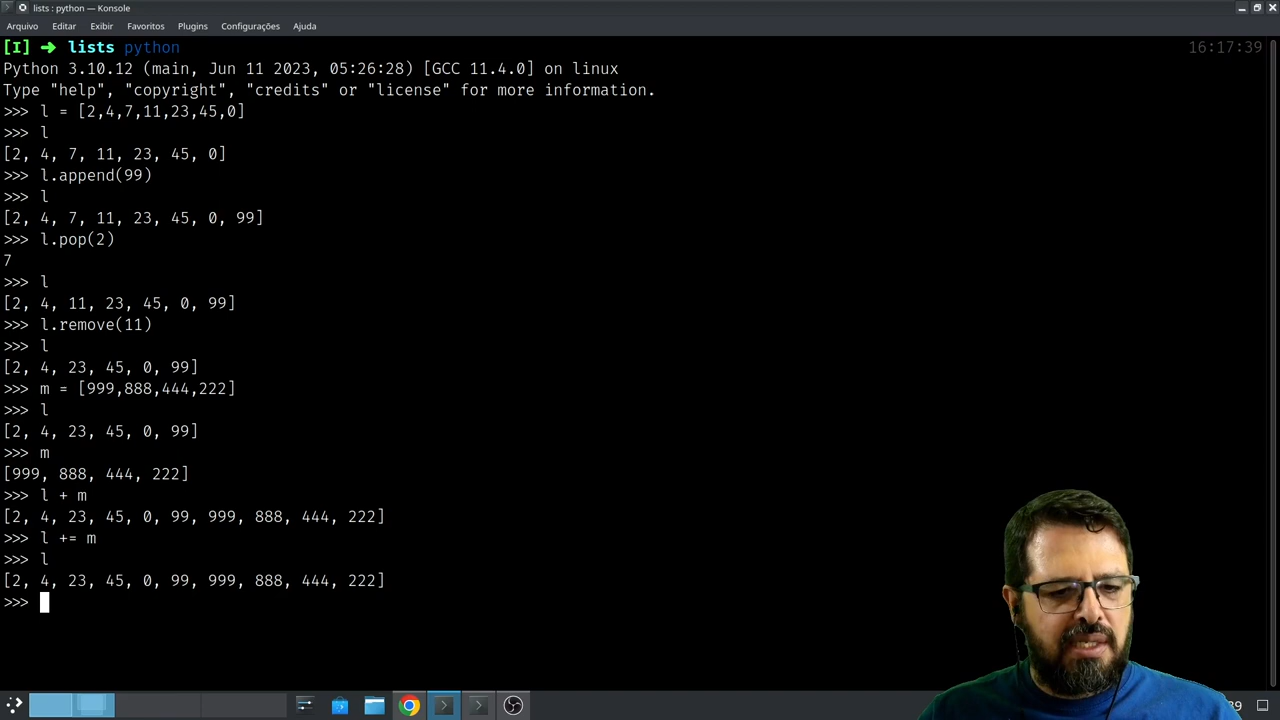 lists : python — Konsole
Arquivo Editar Exibir Favoritos Plugins Configurações Ajuda
[I] ➜ lists python 16:17:39
Python 3.10.12 (main, Jun 11 2023, 05:26:28) [GCC 11.4.0] on linux
Type "help", "copyright", "credits" or "license" for more information.
>>> l = [2,4,7,11,23,45,0]
>>> l
[2, 4, 7, 11, 23, 45, 0]
>>> l.append(99)
>>> l
[2, 4, 7, 11, 23, 45, 0, 99]
>>> l.pop(2)
7
>>> l
[2, 4, 11, 23, 45, 0, 99]
>>> l.remove(11)
>>> l
[2, 4, 23, 45, 0, 99]
>>> m = [999,888,444,222]
>>> l
[2, 4, 23, 45, 0, 99]
>>> m
[999, 888, 444, 222]
>>> l + m
[2, 4, 23, 45, 0, 99, 999, 888, 444, 222]
>>> l += m
>>> l
[2, 4, 23, 45, 0, 99, 999, 888, 444, 222]
>>>